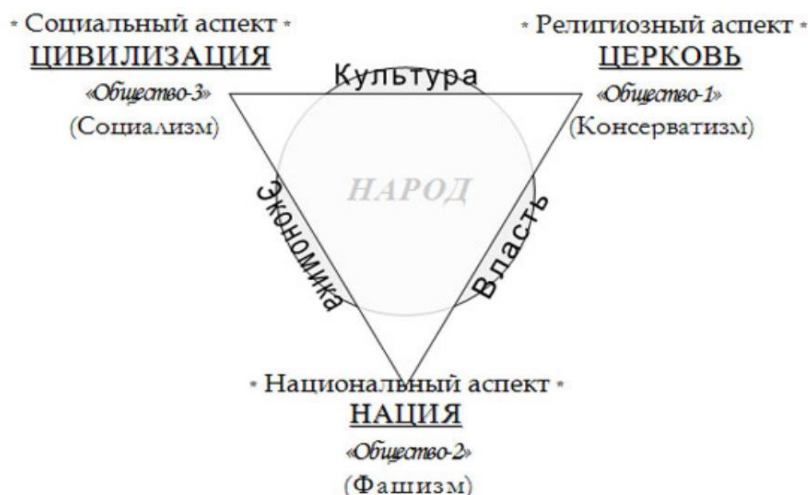 * Социальный аспект *
ЦИВИЛИЗАЦИЯ
«Общество-3»
(Социализм)
* Религиозный аспект *
ЦЕРКОВЬ
«Общество-1»
(Консерватизм)
Культура
НАРОД
Экономика
Власть
* Национальный аспект *
НАЦИЯ
«Общество-2»
(Фашизм)